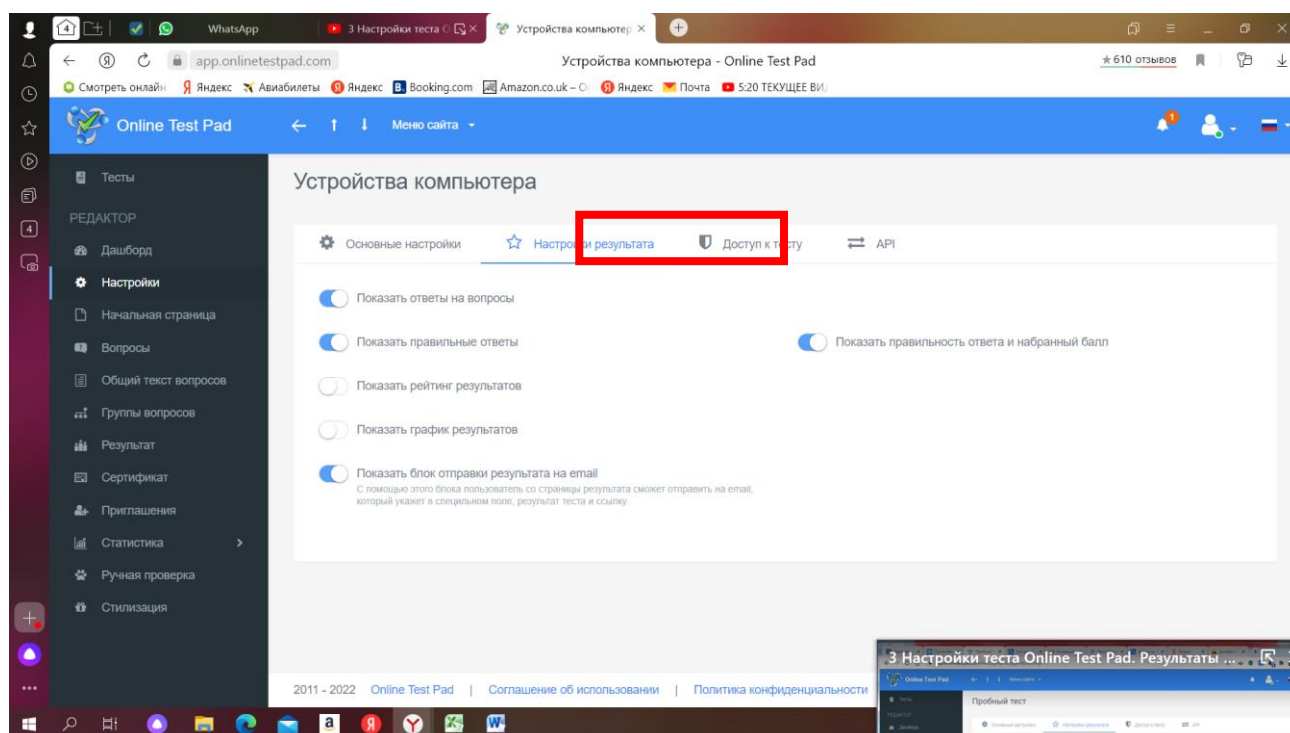 4 WhatsApp 3 Настройки теста O Устройства компьютер
app.onlinetestpad.com Устройства компьютера - Online Test Pad 610 отзывов
Смотреть онлайн Яндекс Авиабилеты Яндекс Booking.com Amazon.co.uk – О Яндекс Почта 5:20 ТЕКУЩЕЕ ВИ
Online Test Pad Меню сайта 1
Тесты
Устройства компьютера
РЕДАКТОР
4
Основные настройки Настройки результата Доступ к тесту API
Дашборд
Настройки
Начальная страница
Вопросы
Общий текст вопросов
Группы вопросов
Результат
Сертификат
Приглашения
Статистика
Ручная проверка
Стилизация
Показать ответы на вопросы
Показать правильные ответы
Показать правильность ответа и набранный балл
Показать рейтинг результатов
Показать график результатов
Показать блок отправки результата на email
С помощью этого блока пользователь со страницы результата сможет отправить на email,
который укажет в специальном поле, результат теста и ссылку.
3 Настройки теста Online Test Pad. Результаты ...
Online Test Pad
Пробный тест
2011 - 2022 Online Test Pad | Соглашение об использовании | Политика конфиденциальности